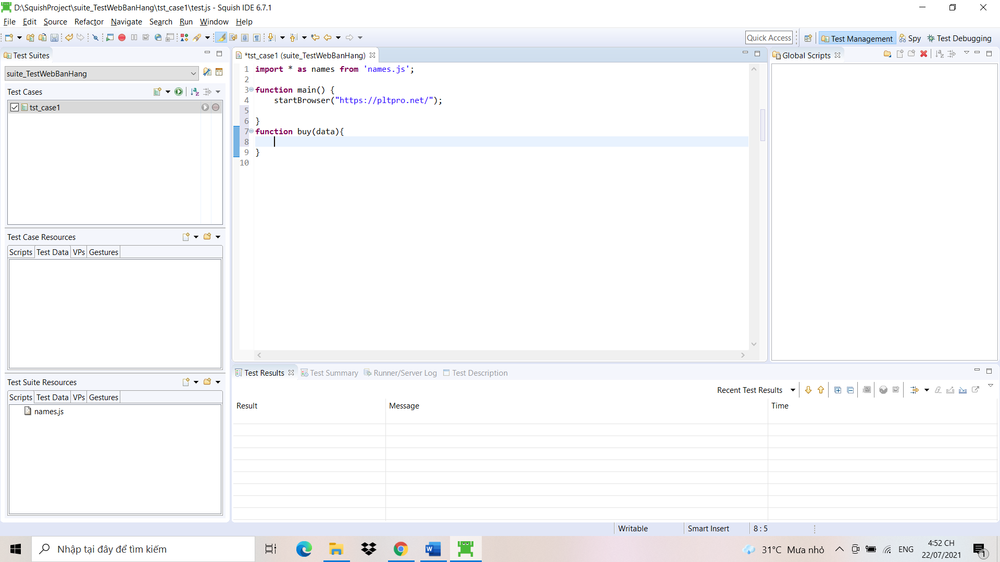 D:\SquishProject\suite_TestWebBanHang\tst_case1\test.js - Squish IDE 6.7.1
File Edit Source Refactor Navigate Search Run Window Help
Quick Access Test Management Spy Test Debugging
Test Suites
suite_TestWebBanHang
Test Cases
tst_case1
Test Case Resources
Scripts Test Data VPs Gestures
Test Suite Resources
Scripts Test Data VPs Gestures
names.js
*tst_case1 (suite_TestWebBanHang)
1 import * as names from 'names.js';
2
3 function main() {
4 startBrowser("https://pltpro.net/");
5
6 }
7 function buy(data){
8
9 }
10
Global Scripts
Test Results Test Summary Runner/Server Log Test Description
Recent Test Results
Result Message Time
Writable Smart Insert 8 : 5
Nhập tại đây để tìm kiếm
31°C Mưa nhỏ ENG
4:52 CH
22/07/2021
1